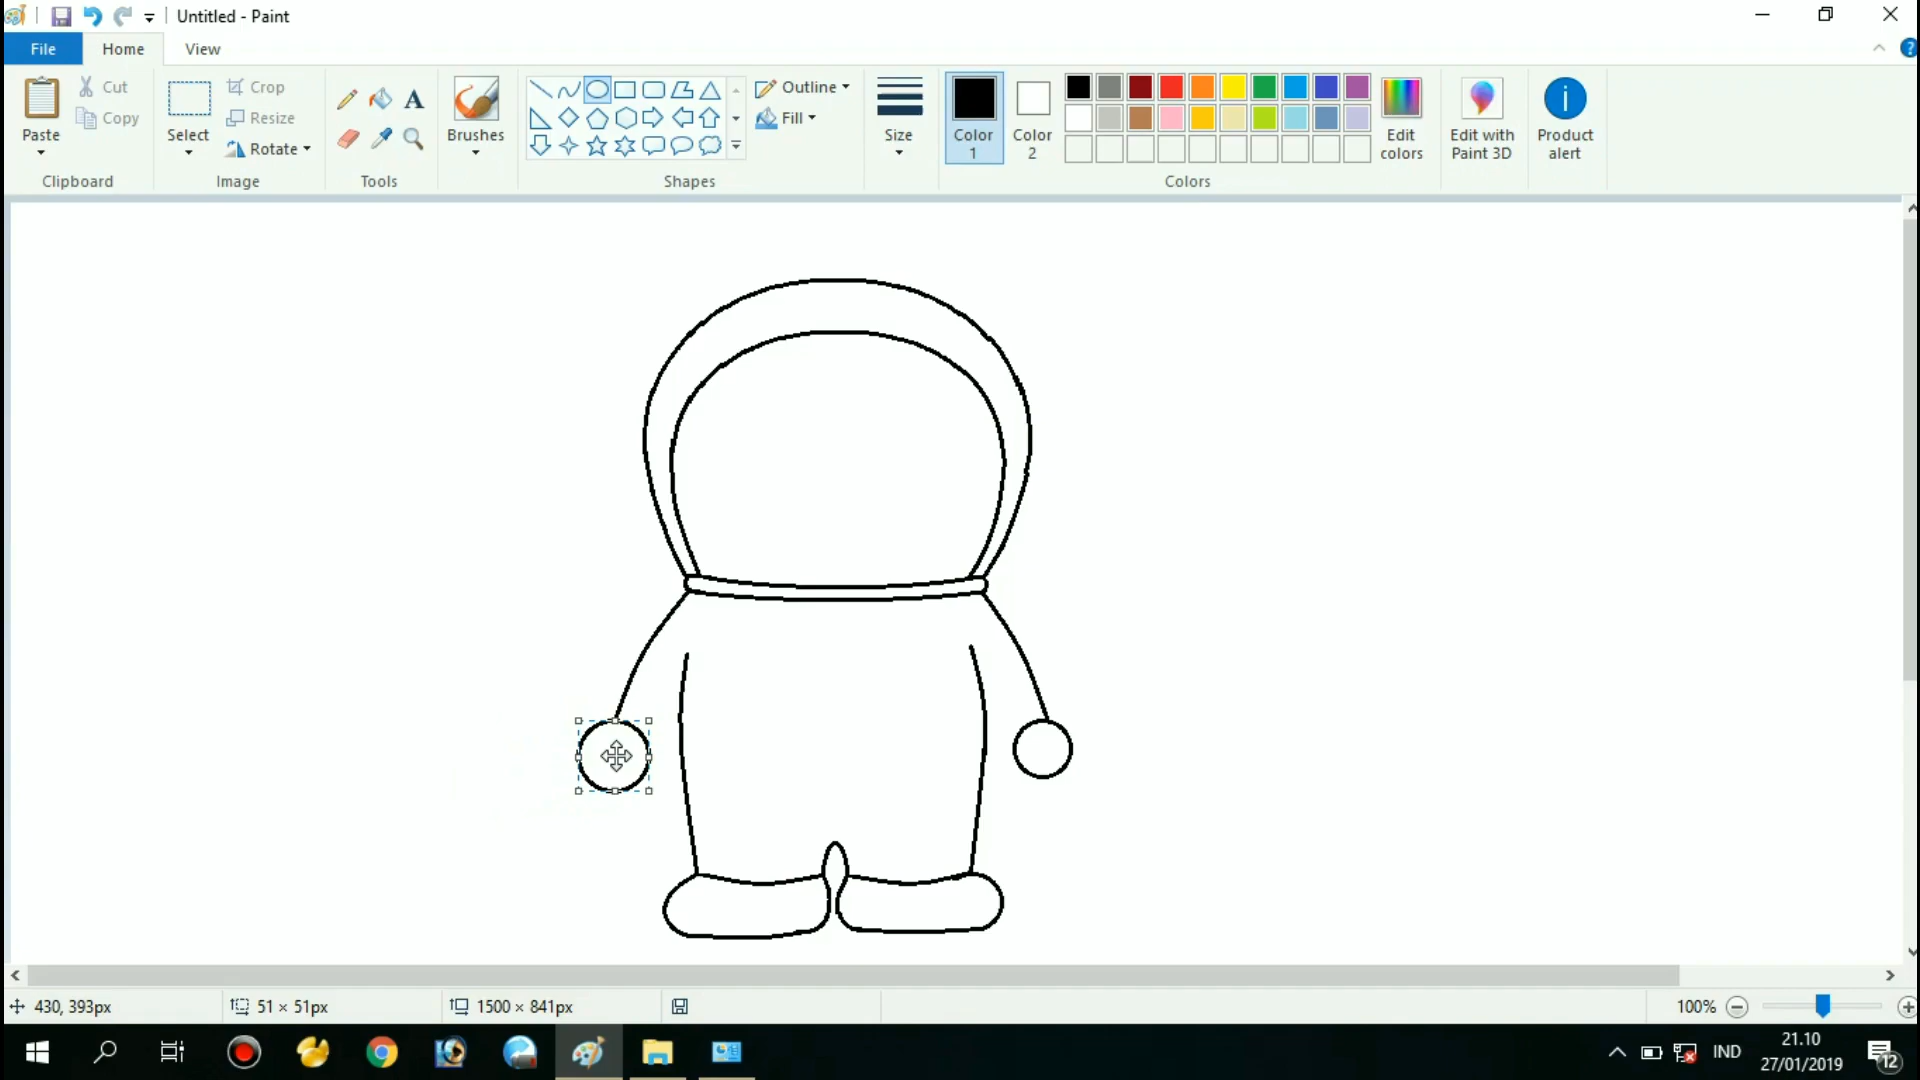 Untitled - Paint
File Home View
Cut Crop Outline
Copy Resize Fill
Paste Select Rotate Brushes Size Color 1 Color 2 Edit colors Edit with Paint 3D Product alert
Clipboard Image Tools Shapes Colors
430, 393px 51 × 51px 1500 × 841px 100%
IND 21.10
27/01/2019 12